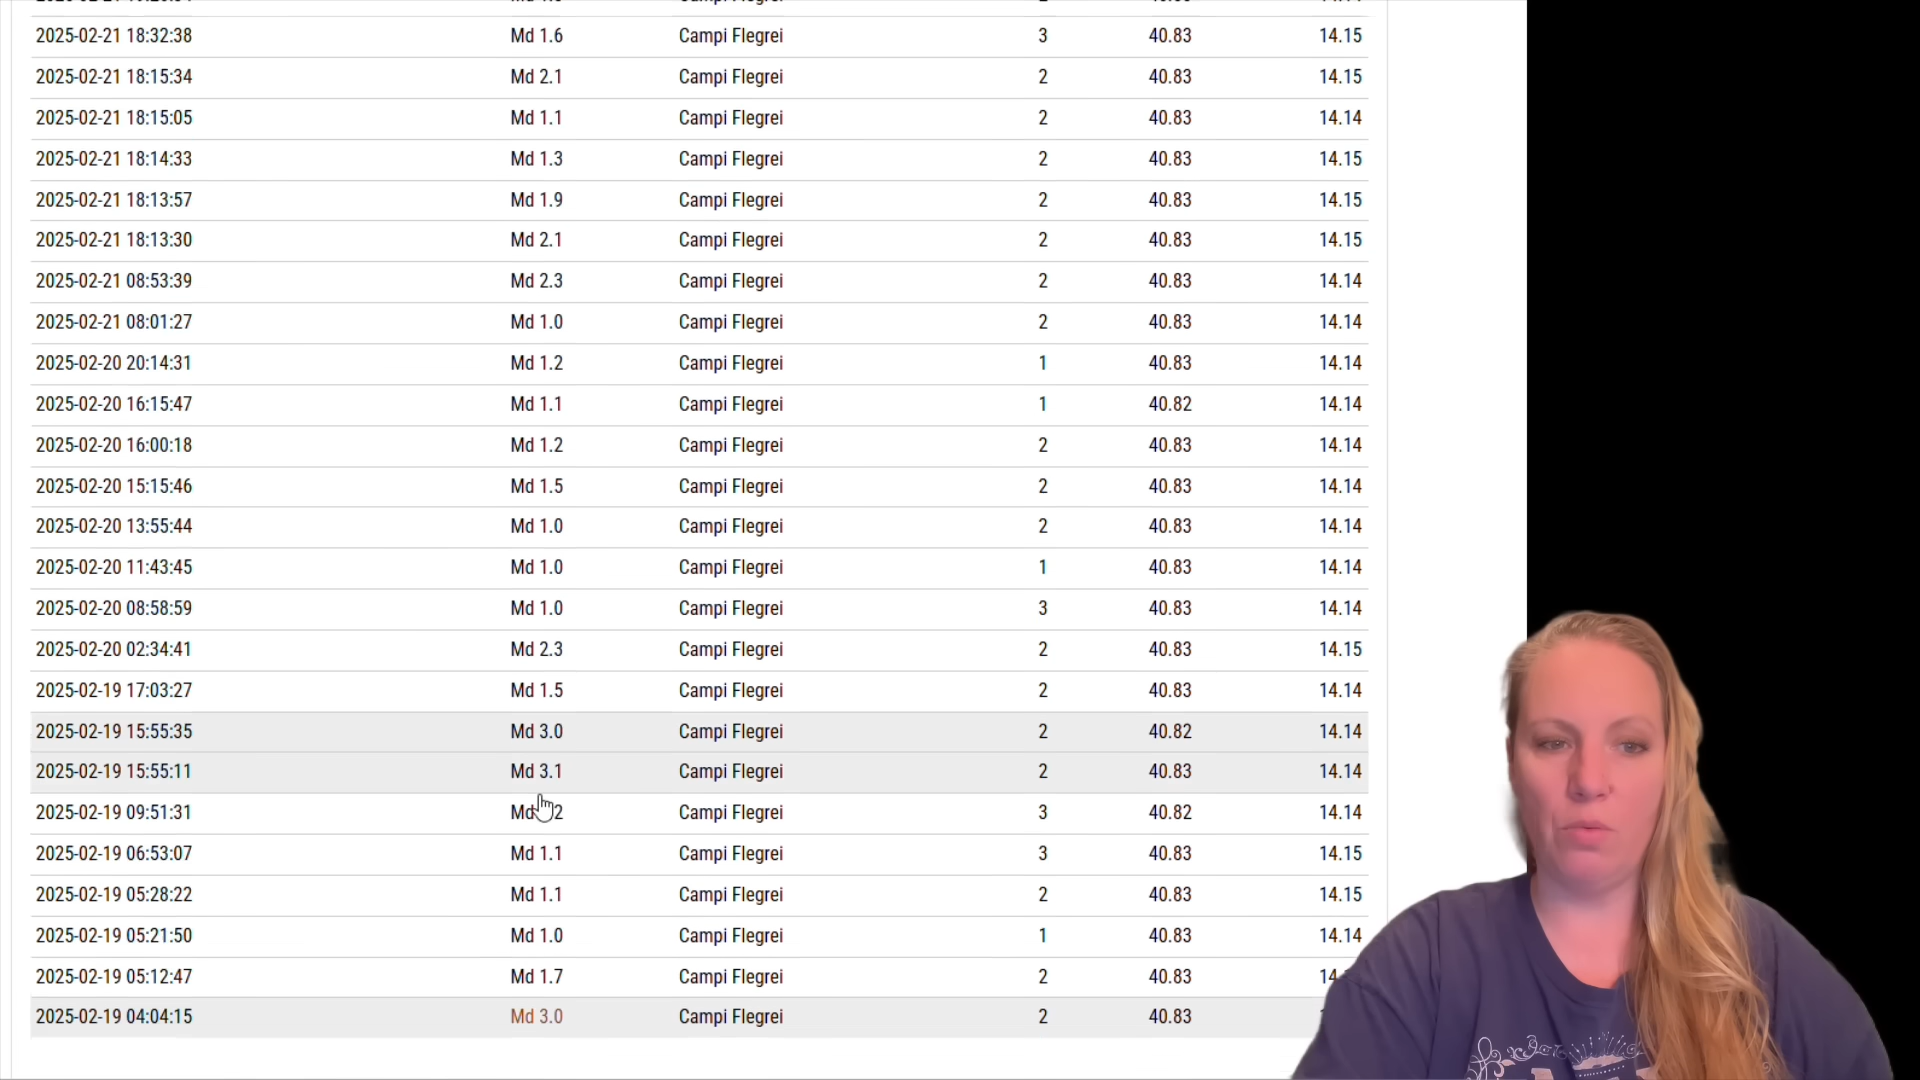 2025-02-21 18:32:38 Md 1.6 Campi Flegrei 3 40.83 14.15
2025-02-21 18:15:34 Md 2.1 Campi Flegrei 2 40.83 14.15
2025-02-21 18:15:05 Md 1.1 Campi Flegrei 2 40.83 14.14
2025-02-21 18:14:33 Md 1.3 Campi Flegrei 2 40.83 14.15
2025-02-21 18:13:57 Md 1.9 Campi Flegrei 2 40.83 14.15
2025-02-21 18:13:30 Md 2.1 Campi Flegrei 2 40.83 14.15
2025-02-21 08:53:39 Md 2.3 Campi Flegrei 2 40.83 14.14
2025-02-21 08:01:27 Md 1.0 Campi Flegrei 2 40.83 14.14
2025-02-20 20:14:31 Md 1.2 Campi Flegrei 1 40.83 14.14
2025-02-20 16:15:47 Md 1.1 Campi Flegrei 1 40.82 14.14
2025-02-20 16:00:18 Md 1.2 Campi Flegrei 2 40.83 14.14
2025-02-20 15:15:46 Md 1.5 Campi Flegrei 2 40.83 14.14
2025-02-20 13:55:44 Md 1.0 Campi Flegrei 2 40.83 14.14
2025-02-20 11:43:45 Md 1.0 Campi Flegrei 1 40.83 14.14
2025-02-20 08:58:59 Md 1.0 Campi Flegrei 3 40.83 14.14
2025-02-20 02:34:41 Md 2.3 Campi Flegrei 2 40.83 14.15
2025-02-19 17:03:27 Md 1.5 Campi Flegrei 2 40.83 14.14
2025-02-19 15:55:35 Md 3.0 Campi Flegrei 2 40.82 14.14
2025-02-19 15:55:11 Md 3.1 Campi Flegrei 2 40.83 14.14
2025-02-19 09:51:31 Md Campi Flegrei 3 40.82 14.14
2025-02-19 06:53:07 Md 1.1 Campi Flegrei 3 40.83 14.15
2025-02-19 05:28:22 Md 1.1 Campi Flegrei 2 40.83 14.15
2025-02-19 05:21:50 Md 1.0 Campi Flegrei 1 40.83 14.14
2025-02-19 05:12:47 Md 1.7 Campi Flegrei 2 40.83
2025-02-19 04:04:15 Md 3.0 Campi Flegrei 2 40.83